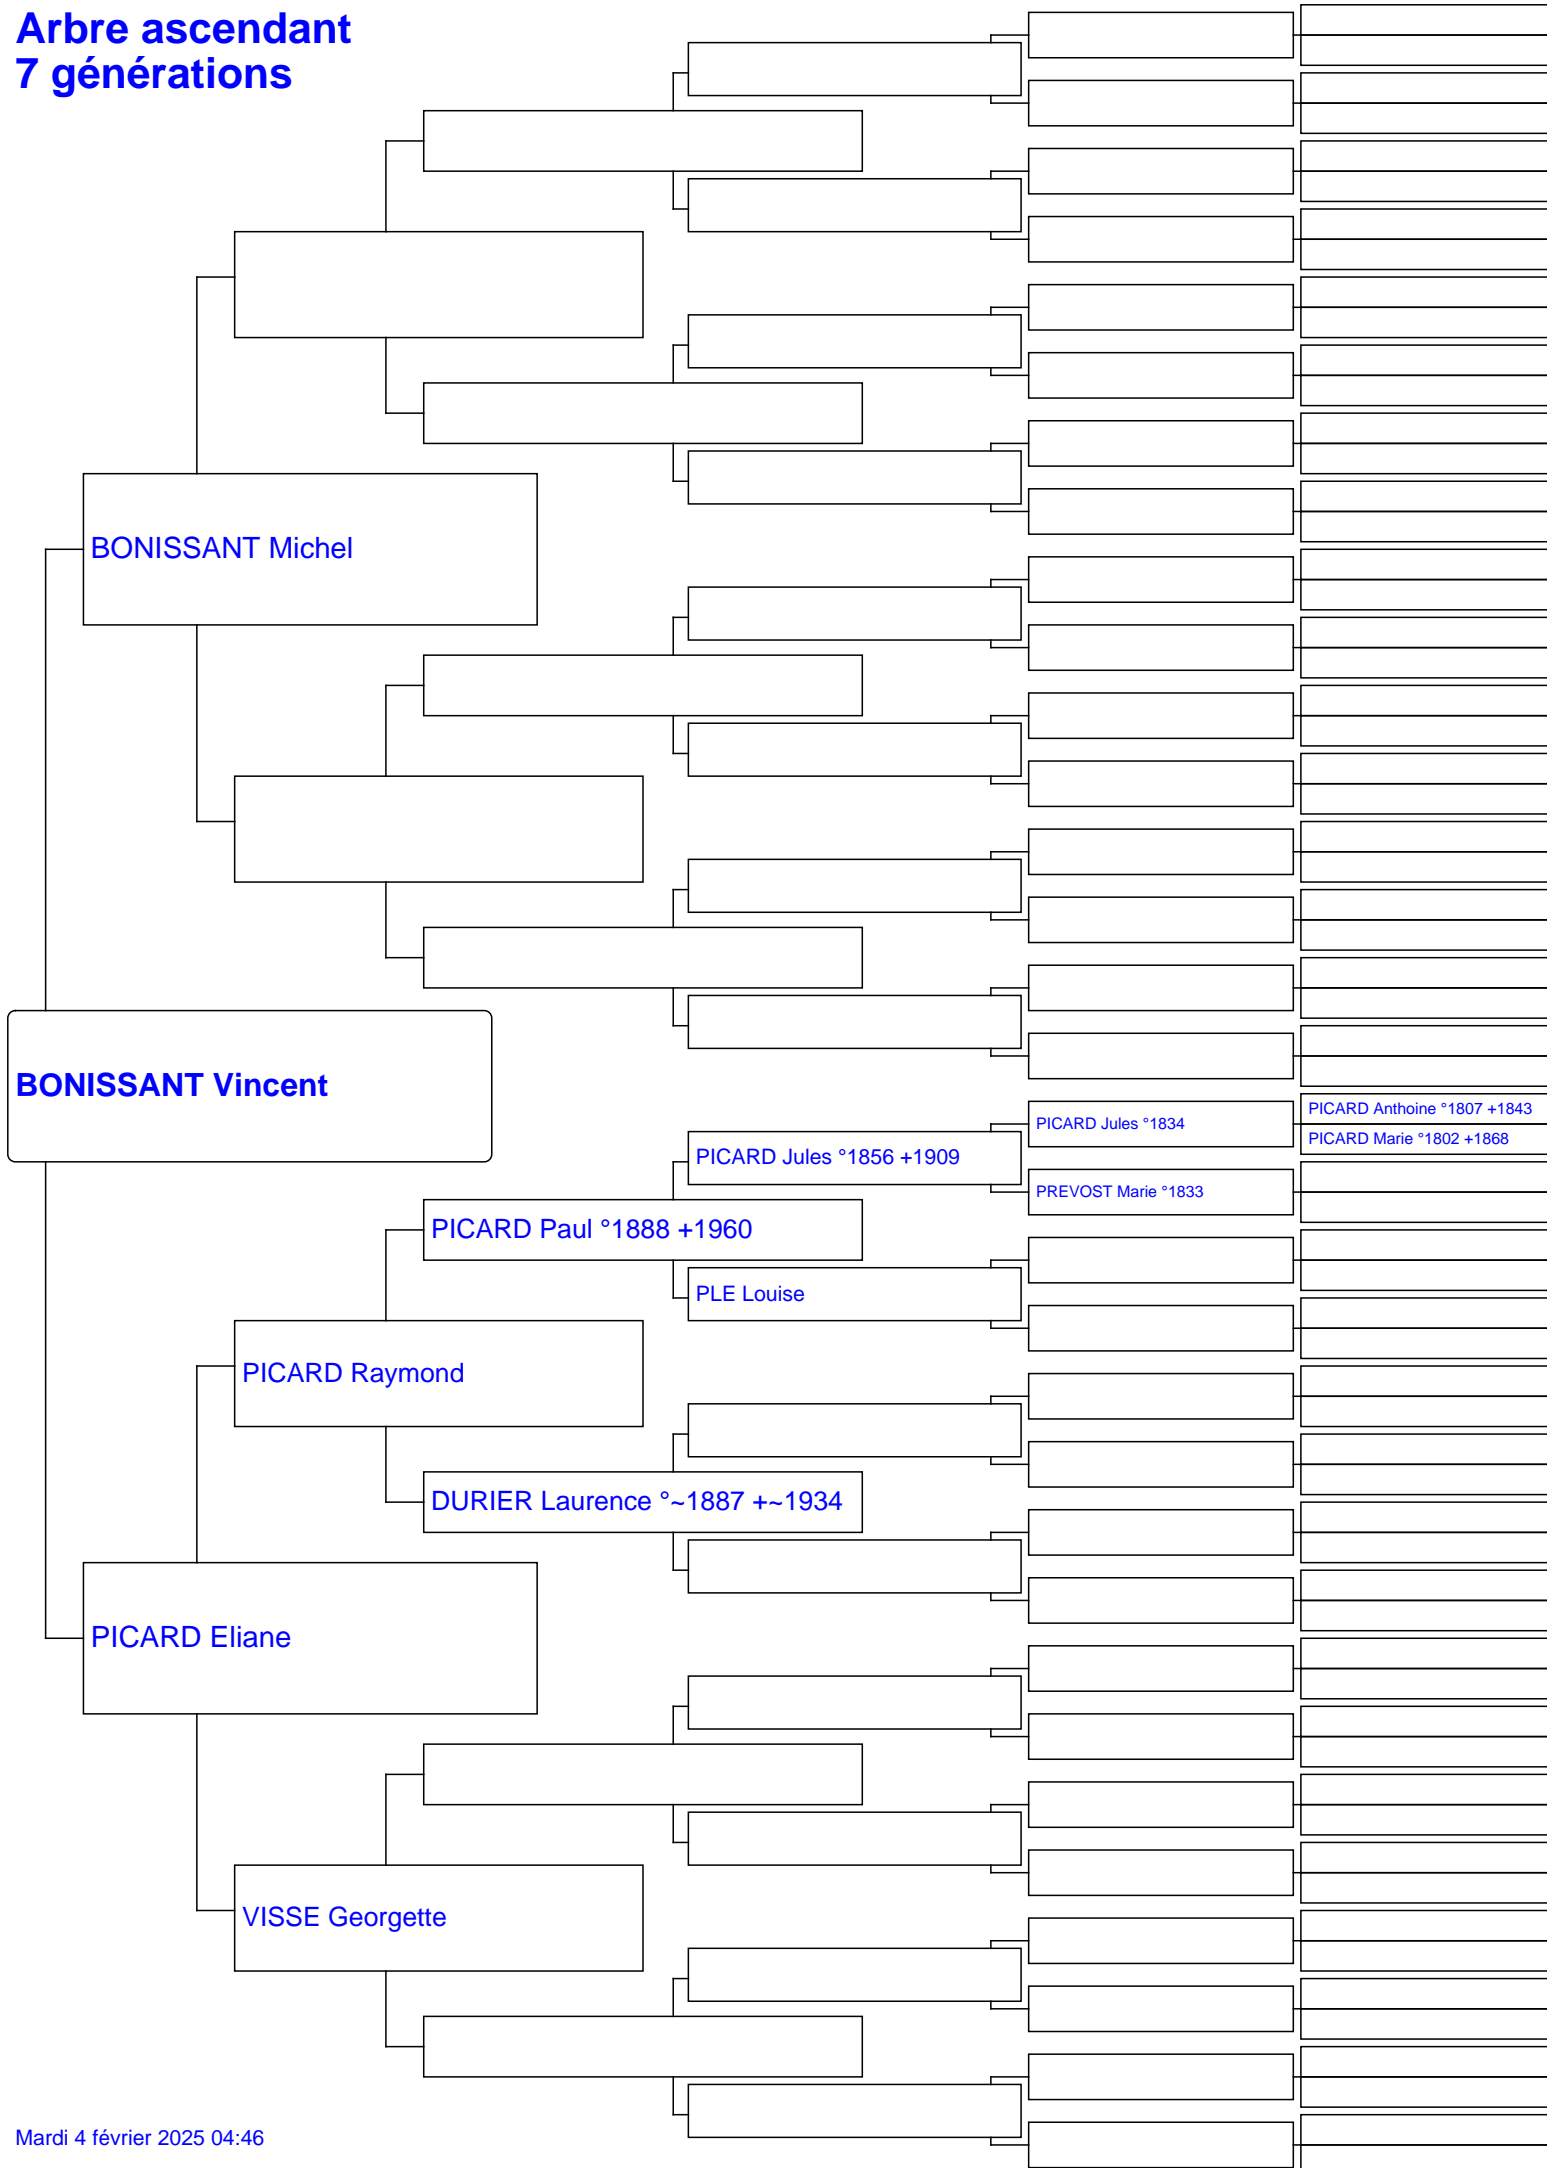 Arbre ascendant
7 générations
BONISSANT Michel
BONISSANT Vincent
PICARD Anthoine °1807 +1843
PICARD Jules °1834
PICARD Marie °1802 +1868
PICARD Jules °1856 +1909
PREVOST Marie °1833
PICARD Paul °1888 +1960
PLE Louise
PICARD Raymond
DURIER Laurence °~1887 +~1934
PICARD Eliane
VISSE Georgette
Mardi 4 février 2025 04:46